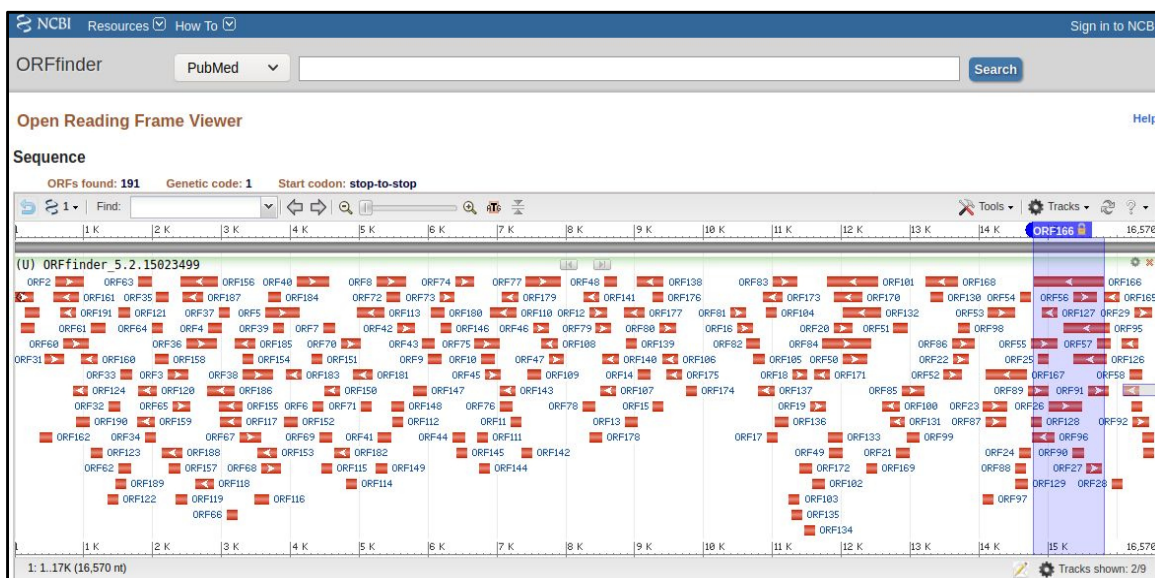 NCBI Resources How To Sign in to NCB
ORFfinder PubMed Search
Open Reading Frame Viewer Help
Sequence
ORFs found: 191 Genetic code: 1 Start codon: stop-to-stop
1 Find: ATG Tools Tracks ?
1 K 2 K 3 K 4 K 5 K 6 K 7 K 8 K 9 K 10 K 11 K 12 K 13 K 14 K ORF166 16,570
(U) ORFfinder_5.2.15023499
ORF2 ORF63 ORF156 ORF40 ORF8 ORF74 ORF77 ORF48 ORF138 ORF83 ORF101 ORF168 ORF166
ORF161 ORF35 ORF187 ORF184 ORF72 ORF73 ORF179 ORF141 ORF176 ORF173 ORF170 ORF130 ORF54 ORF56 ORF165
ORF191 ORF121 ORF37 ORF5 ORF113 ORF180 ORF110 ORF12 ORF177 ORF81 ORF104 ORF132 ORF53 ORF127 ORF29
ORF61 ORF64 ORF4 ORF39 ORF7 ORF42 ORF146 ORF46 ORF79 ORF80 ORF16 ORF20 ORF51 ORF98 ORF95
ORF60 ORF36 ORF185 ORF70 ORF43 ORF75 ORF108 ORF139 ORF82 ORF84 ORF86 ORF55 ORF57
ORF31 ORF160 ORF158 ORF154 ORF151 ORF9 ORF10 ORF47 ORF140 ORF106 ORF105 ORF50 ORF22 ORF25 ORF126
ORF33 ORF3 ORF38 ORF183 ORF181 ORF45 ORF109 ORF14 ORF175 ORF18 ORF171 ORF52 ORF167 ORF58
ORF124 ORF120 ORF186 ORF150 ORF147 ORF143 ORF107 ORF174 ORF137 ORF85 ORF89 ORF91
ORF32 ORF65 ORF155 ORF6 ORF71 ORF148 ORF76 ORF78 ORF15 ORF19 ORF100 ORF23 ORF26
ORF190 ORF159 ORF117 ORF152 ORF112 ORF11 ORF13 ORF136 ORF131 ORF87 ORF128 ORF92
ORF162 ORF34 ORF67 ORF69 ORF41 ORF44 ORF111 ORF178 ORF17 ORF133 ORF99 ORF96
ORF123 ORF188 ORF153 ORF182 ORF145 ORF142 ORF49 ORF21 ORF24 ORF90
ORF62 ORF157 ORF68 ORF115 ORF149 ORF144 ORF172 ORF169 ORF88 ORF27
ORF189 ORF118 ORF114 ORF102 ORF129 ORF28
ORF122 ORF119 ORF116 ORF103 ORF97
ORF66 ORF135
ORF134
1 K 2 K 3 K 4 K 5 K 6 K 7 K 8 K 9 K 10 K 11 K 12 K 13 K 14 K 15 K 16,570
1: 1..17K (16,570 nt) Tracks shown: 2/9